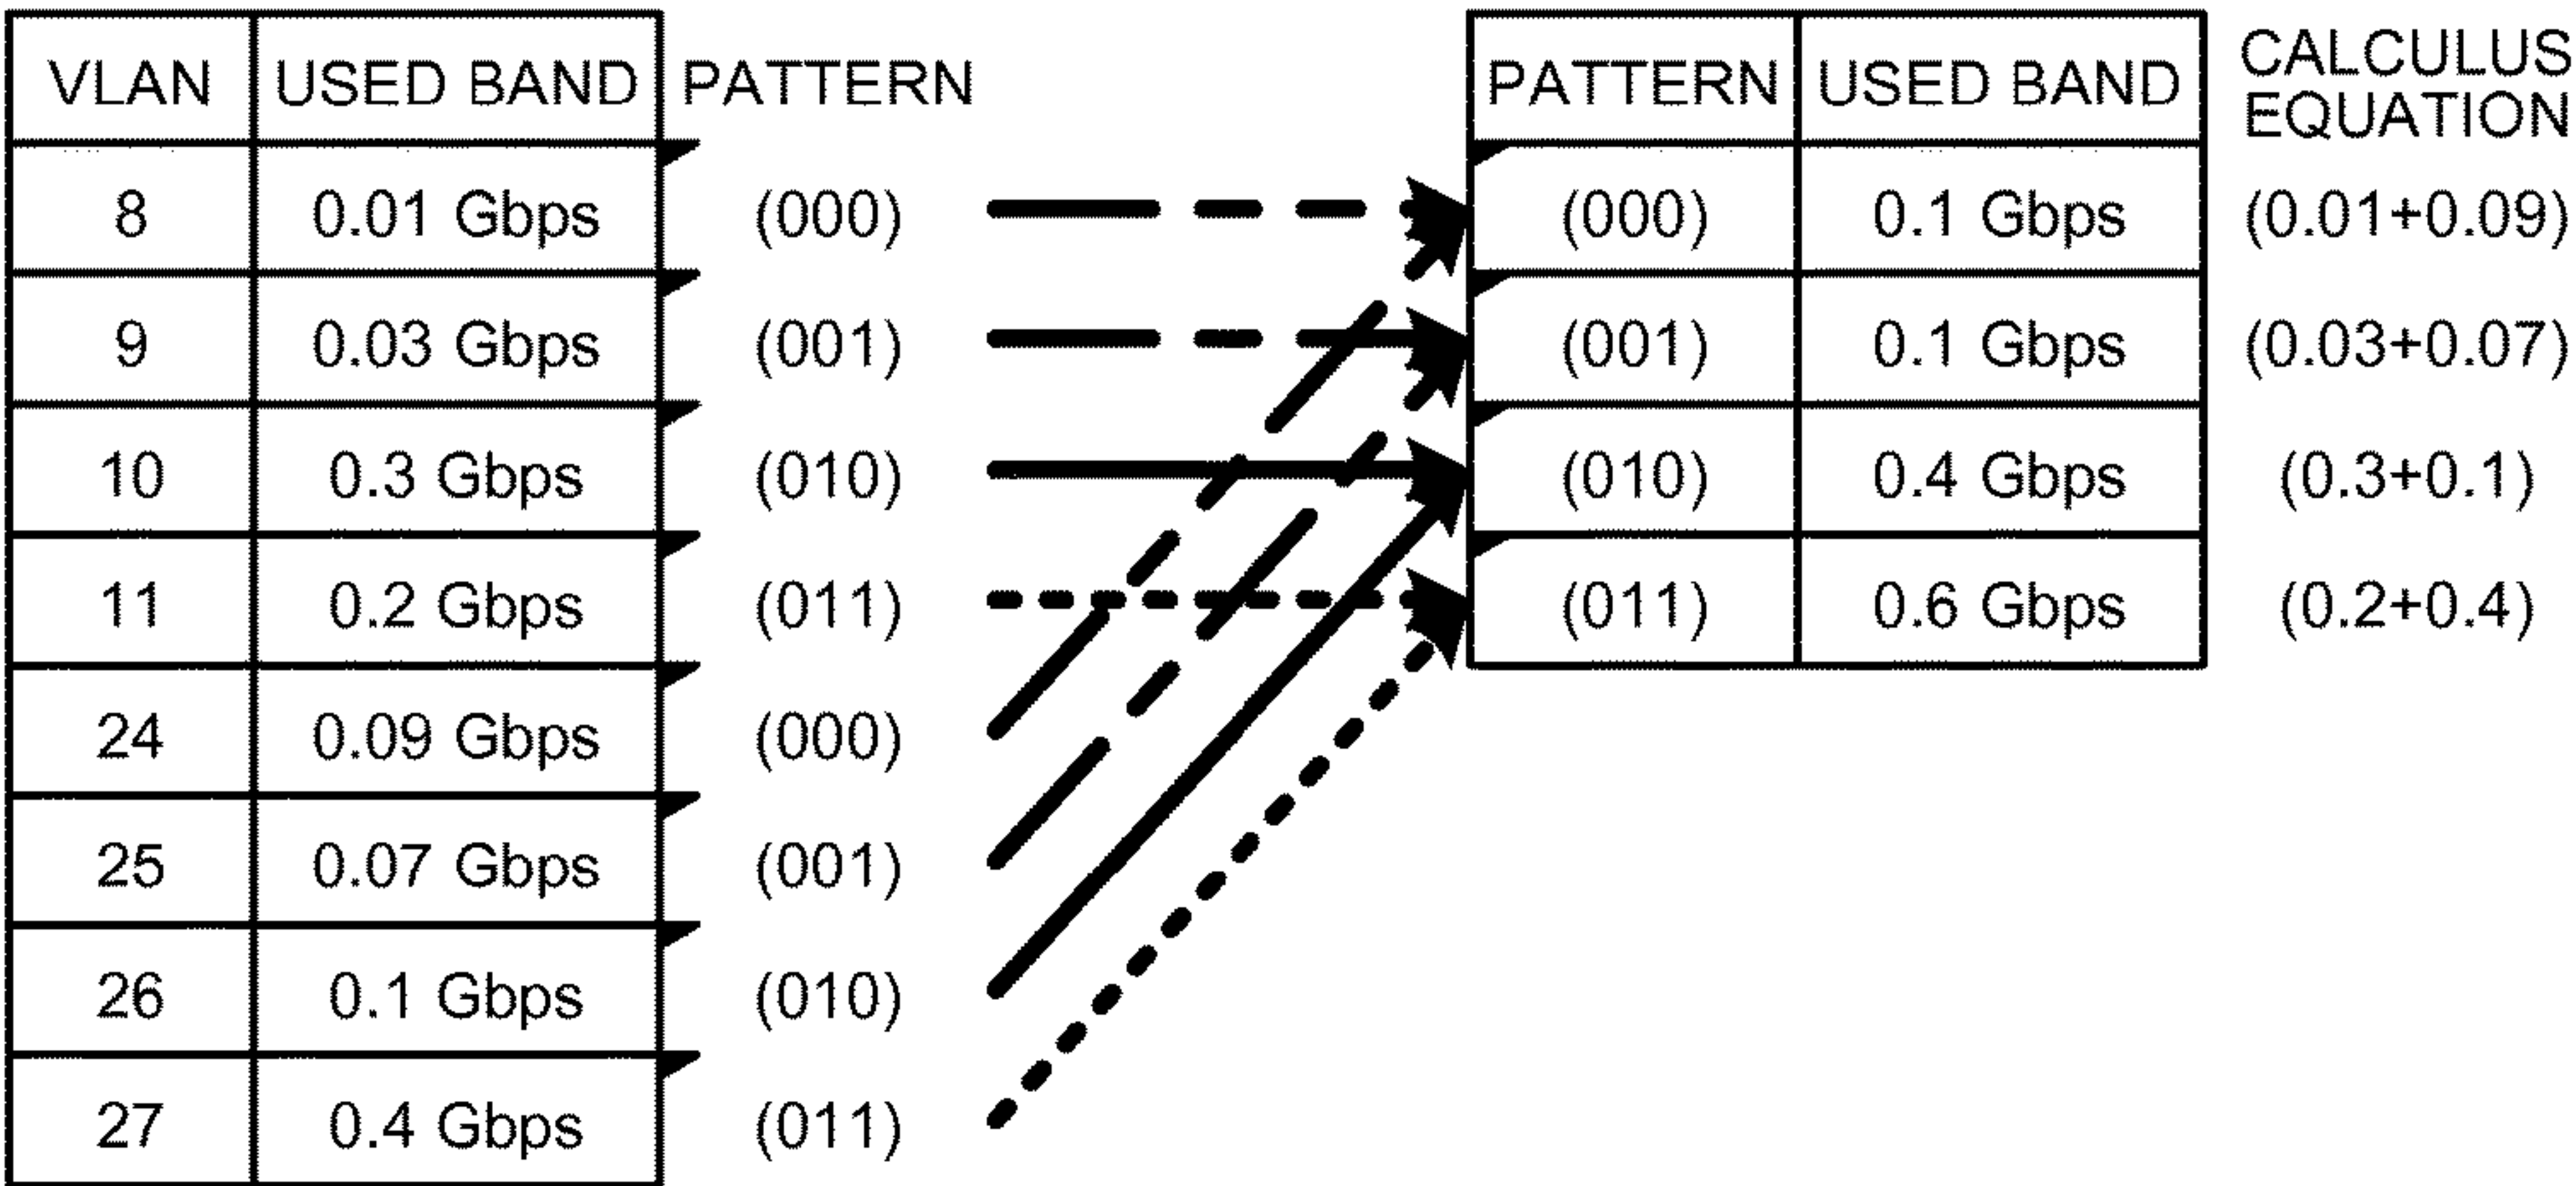 VLAN USED BAND PATTERN
8 0.01 Gbps (000)
9 0.03 Gbps (001)
10 0.3 Gbps (010)
11 0.2 Gbps (011)
24 0.09 Gbps (000)
25 0.07 Gbps (001)
26 0.1 Gbps (010)
27 0.4 Gbps (011)
PATTERN USED BAND CALCULUS
EQUATION
(000) 0.1 Gbps (0.01+0.09)
(001) 0.1 Gbps (0.03+0.07)
(010) 0.4 Gbps (0.3+0.1)
(011) 0.6 Gbps (0.2+0.4)